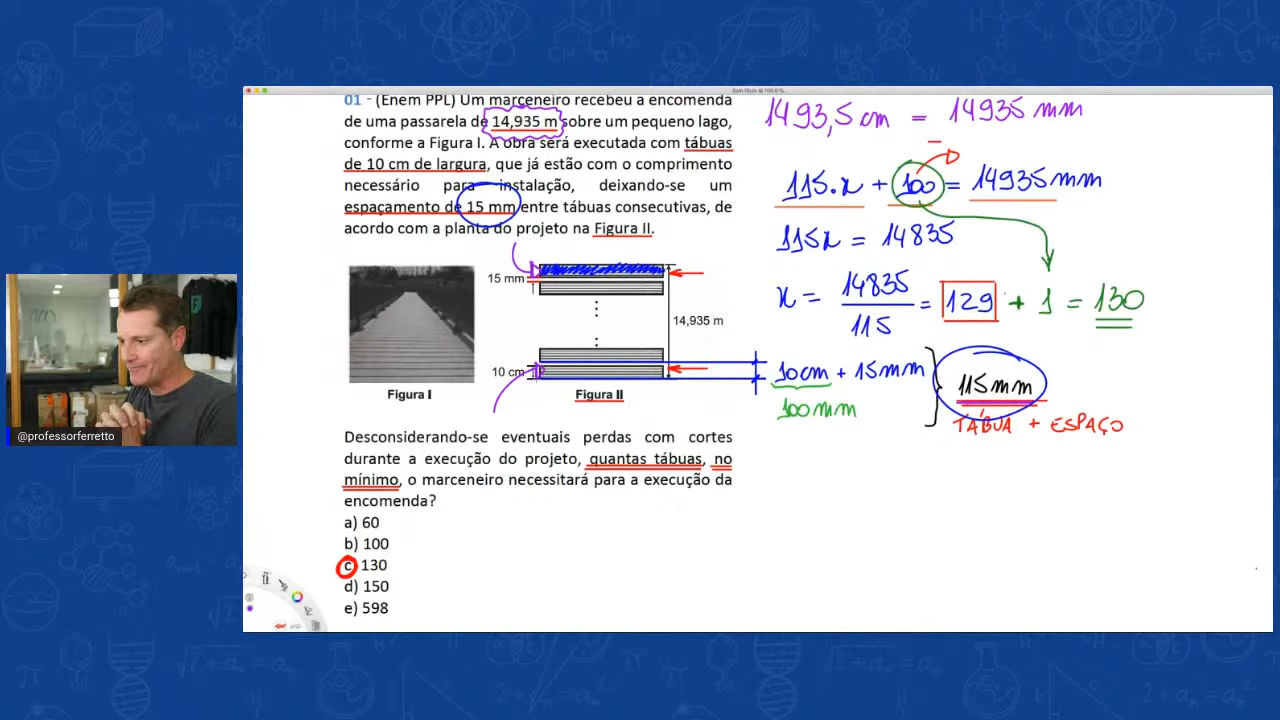 01 - (Enem PPL) Um marceneiro recebeu a encomenda
de uma passarela de 14,935 m sobre um pequeno lago,
conforme a Figura I. A obra será executada com tábuas
de 10 cm de largura, que já estão com o comprimento
necessário para instalação, deixando-se um
espaçamento de 15 mm entre tábuas consecutivas, de
acordo com a planta do projeto na Figura II.
15 mm
14,935 m
10 cm
Figura I
Figura II
Desconsiderando-se eventuais perdas com cortes
durante a execução do projeto, quantas tábuas, no
mínimo, o marceneiro necessitará para a execução da
encomenda?
a) 60
b) 100
c) 130
d) 150
e) 598
1493,5 cm = 14935 mm
115.x + 100 = 14935 mm
115x = 14835
x = 14835/115 = 129 + 1 = 130
10cm + 15mm } 115mm
100mm
TÁBUA + ESPAÇO
@professorferretto